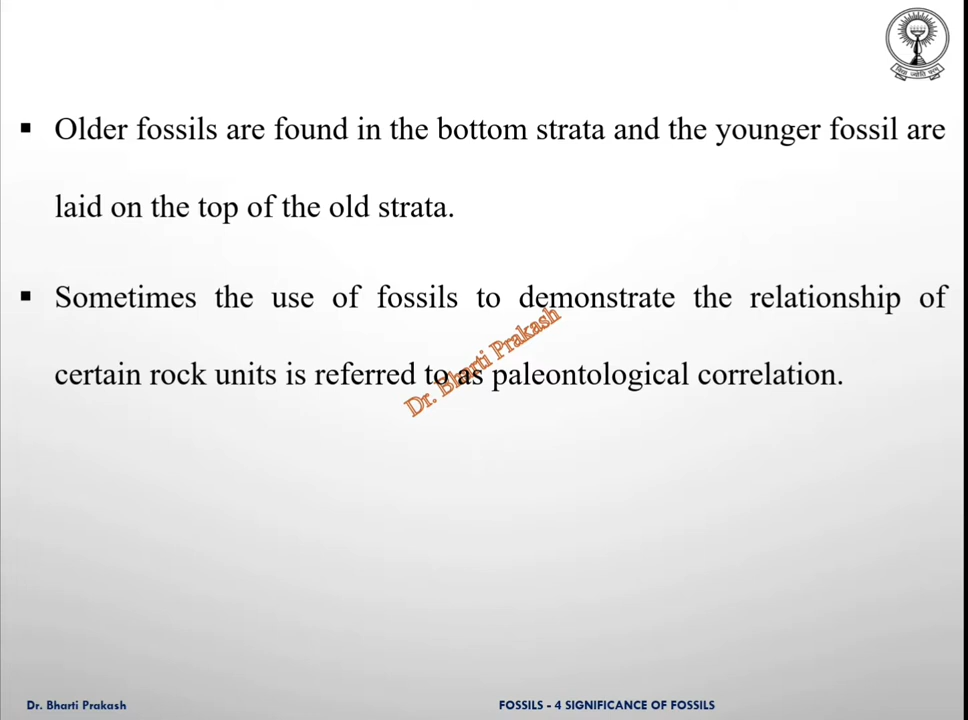 ▪ Older fossils are found in the bottom strata and the younger fossil are
laid on the top of the old strata.
▪ Sometimes the use of fossils to demonstrate the relationship of
certain rock units is referred to as paleontological correlation.
Dr. Bharti Prakash
Dr. Bharti Prakash
FOSSILS - 4 SIGNIFICANCE OF FOSSILS